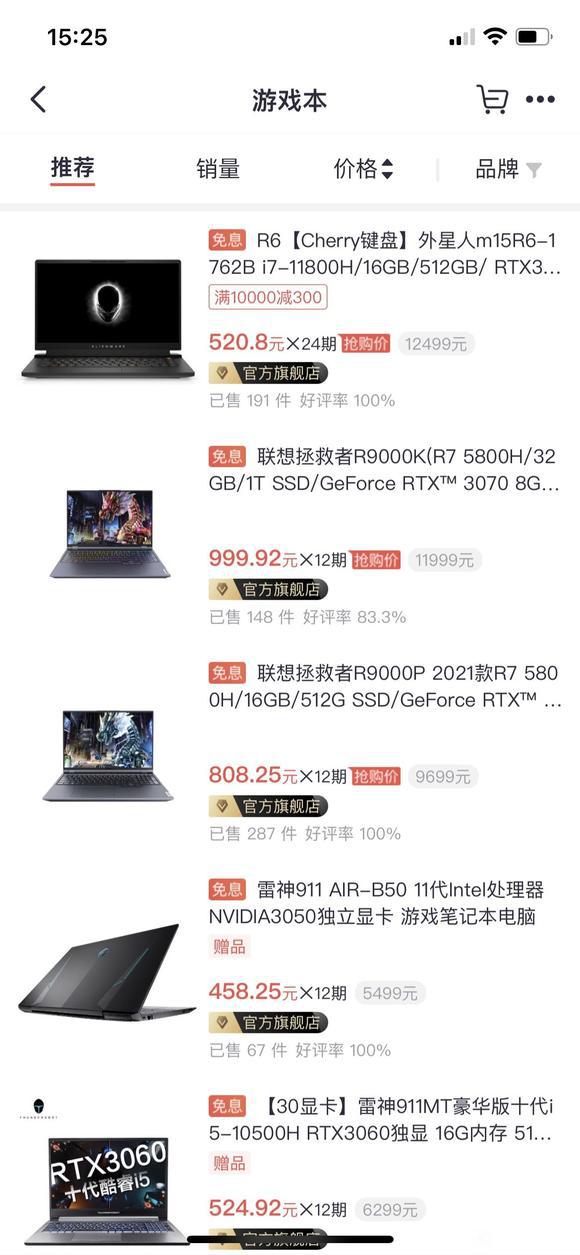 15:25
游戏本
推荐
销量
价格
品牌
免息 R6【Cherry键盘】外星人m15R6-1
762B i7-11800H/16GB/512GB/ RTX3...
满10000减300
520.8元×24期 抢购价 12499元
官方旗舰店
已售 191 件 好评率 100%
ALIENWARE
免息 联想拯救者R9000K(R7 5800H/32
GB/1T SSD/GeForce RTX™ 3070 8G...
999.92元×12期 抢购价 11999元
官方旗舰店
已售 148 件 好评率 83.3%
免息 联想拯救者R9000P 2021款R7 580
0H/16GB/512G SSD/GeForce RTX™ ...
808.25元×12期 抢购价 9699元
官方旗舰店
已售 287 件 好评率 100%
免息 雷神911 AIR-B50 11代Intel处理器
NVIDIA3050独立显卡 游戏笔记本电脑
赠品
458.25元×12期 5499元
官方旗舰店
已售 67 件 好评率 100%
免息 【30显卡】雷神911MT豪华版十代i
5-10500H RTX3060独显 16G内存 51...
赠品
524.92元×12期 6299元
官方旗舰店
RTX3060
十代酷睿i5